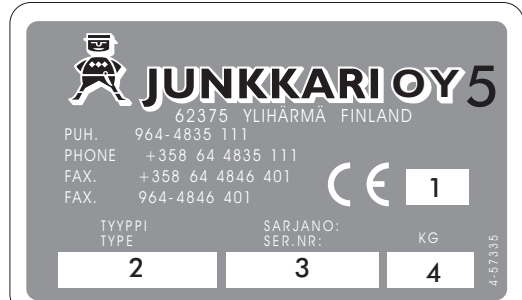 JUNKKARI OY 5
62375 YLIHÄRMÄ FINLAND
PUH. 964-4835 111
PHONE +358 64 4835 111
FAX. +358 64 4846 401
FAX. 964-4846 401
CE 1
TYYPPI SARJANO:
TYPE SER.NR: KG
2 3 4
4-57335